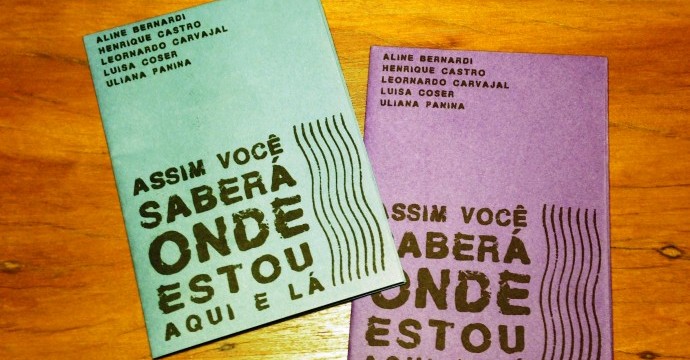 ALINE BERNARDI
HENRIQUE CASTRO
LEORNARDO CARVAJAL
LUISA COSER
ULIANA PANINA
ASSIM VOCÊ
SABERÁ
ONDE
ESTOU
AQUI E LÁ
ALINE BERNARDI
HENRIQUE CASTRO
LEORNARDO CARVAJAL
LUISA COSER
ULIANA PANINA
ASSIM VOCÊ
SABERÁ
ONDE
ESTOU